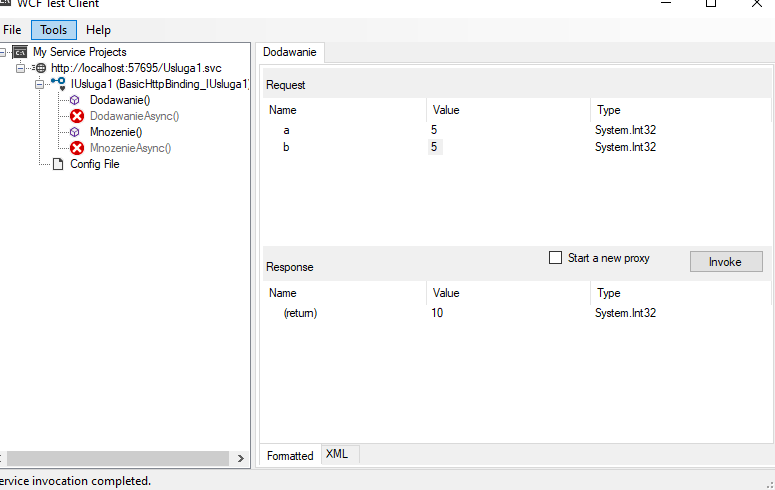 WCF Test Client
File Tools Help
My Service Projects
http://localhost:57695/Usluga1.svc
IUsluga1 (BasicHttpBinding_IUsluga1)
Dodawanie()
DodawanieAsync()
Mnozenie()
MnozenieAsync()
Config File
Dodawanie
Request
Name Value Type
a 5 System.Int32
b 5 System.Int32
Start a new proxy Invoke
Response
Name Value Type
(return) 10 System.Int32
Formatted XML
ervice invocation completed.